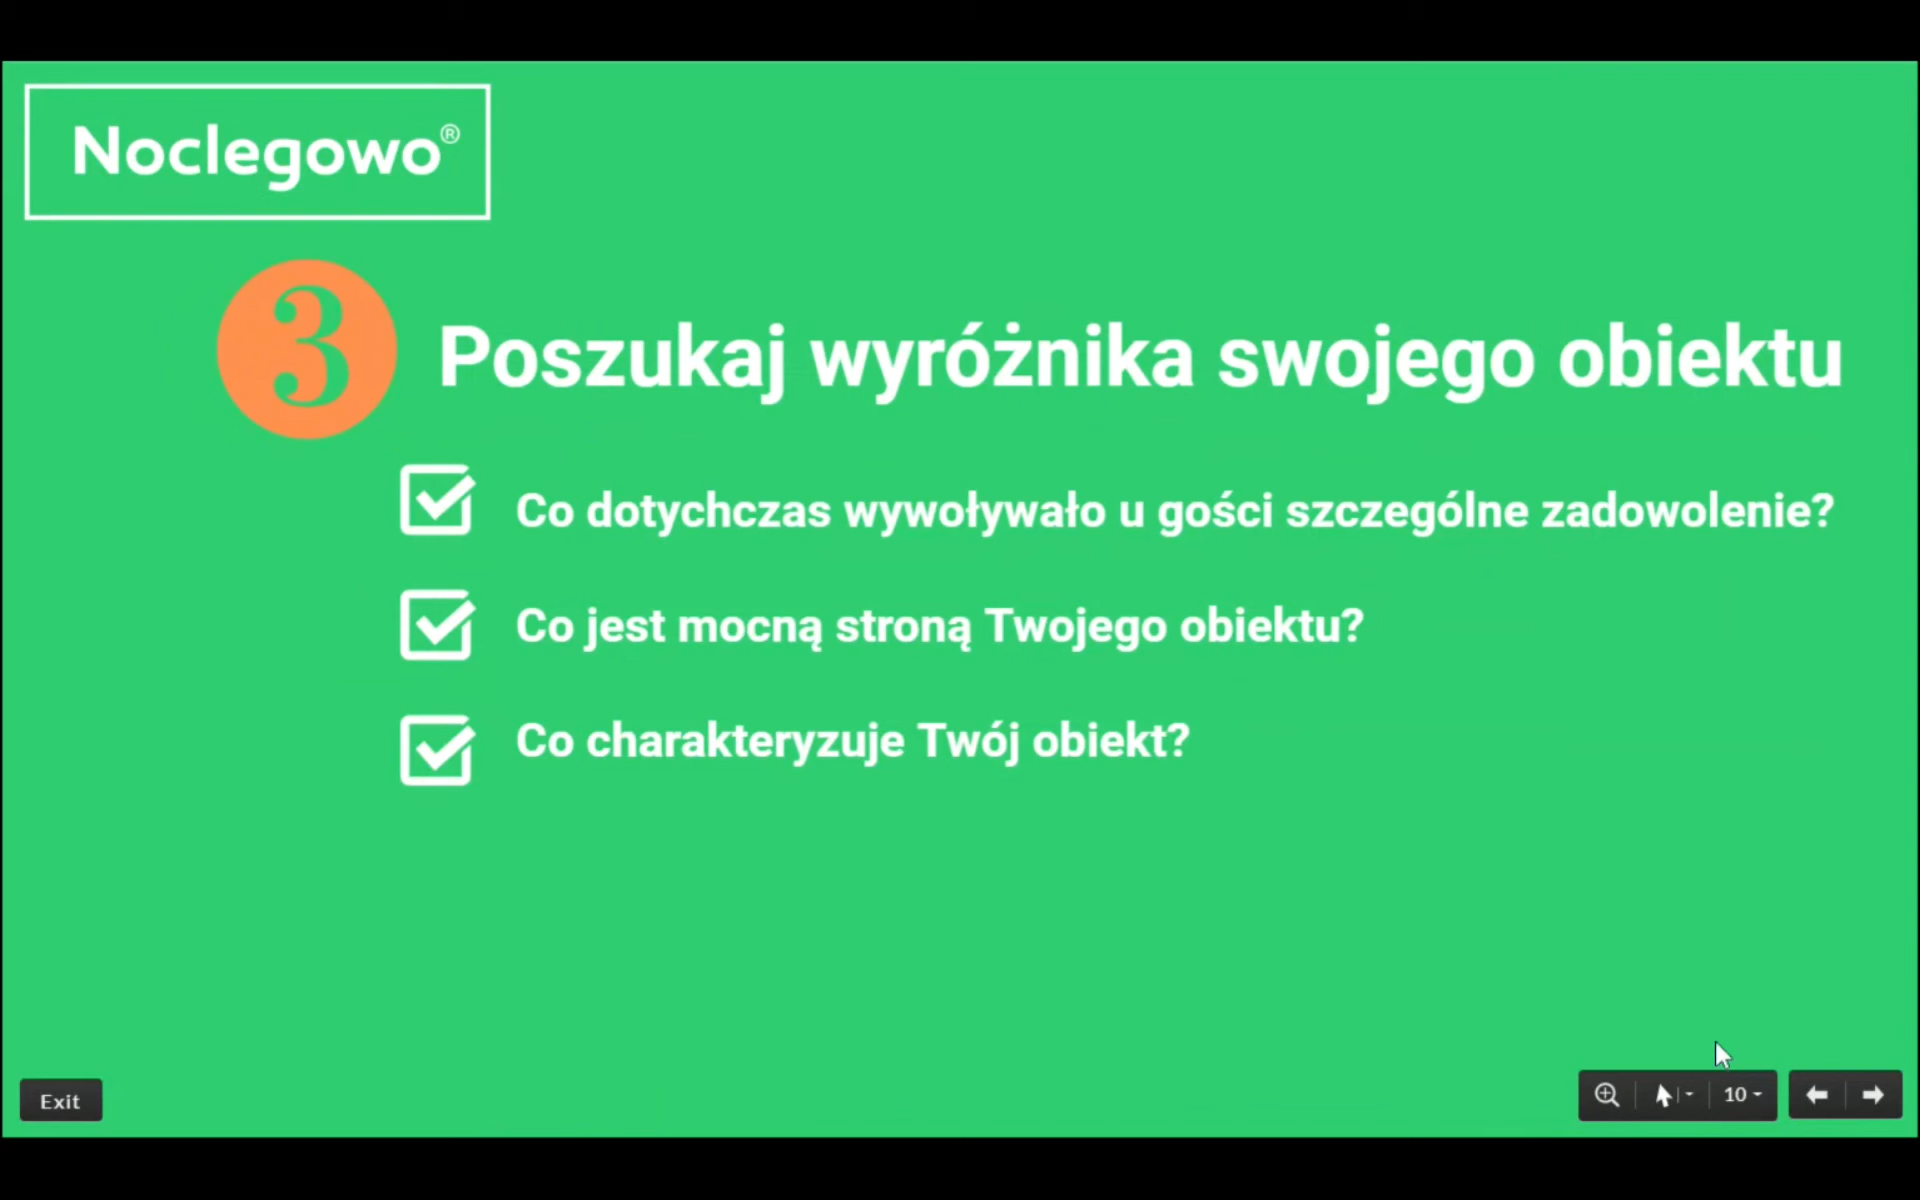 Noclegowo®
3
Poszukaj wyróżnika swojego obiektu
Co dotychczas wywoływało u gości szczególne zadowolenie?
Co jest mocną stroną Twojego obiektu?
Co charakteryzuje Twój obiekt?
Exit
10